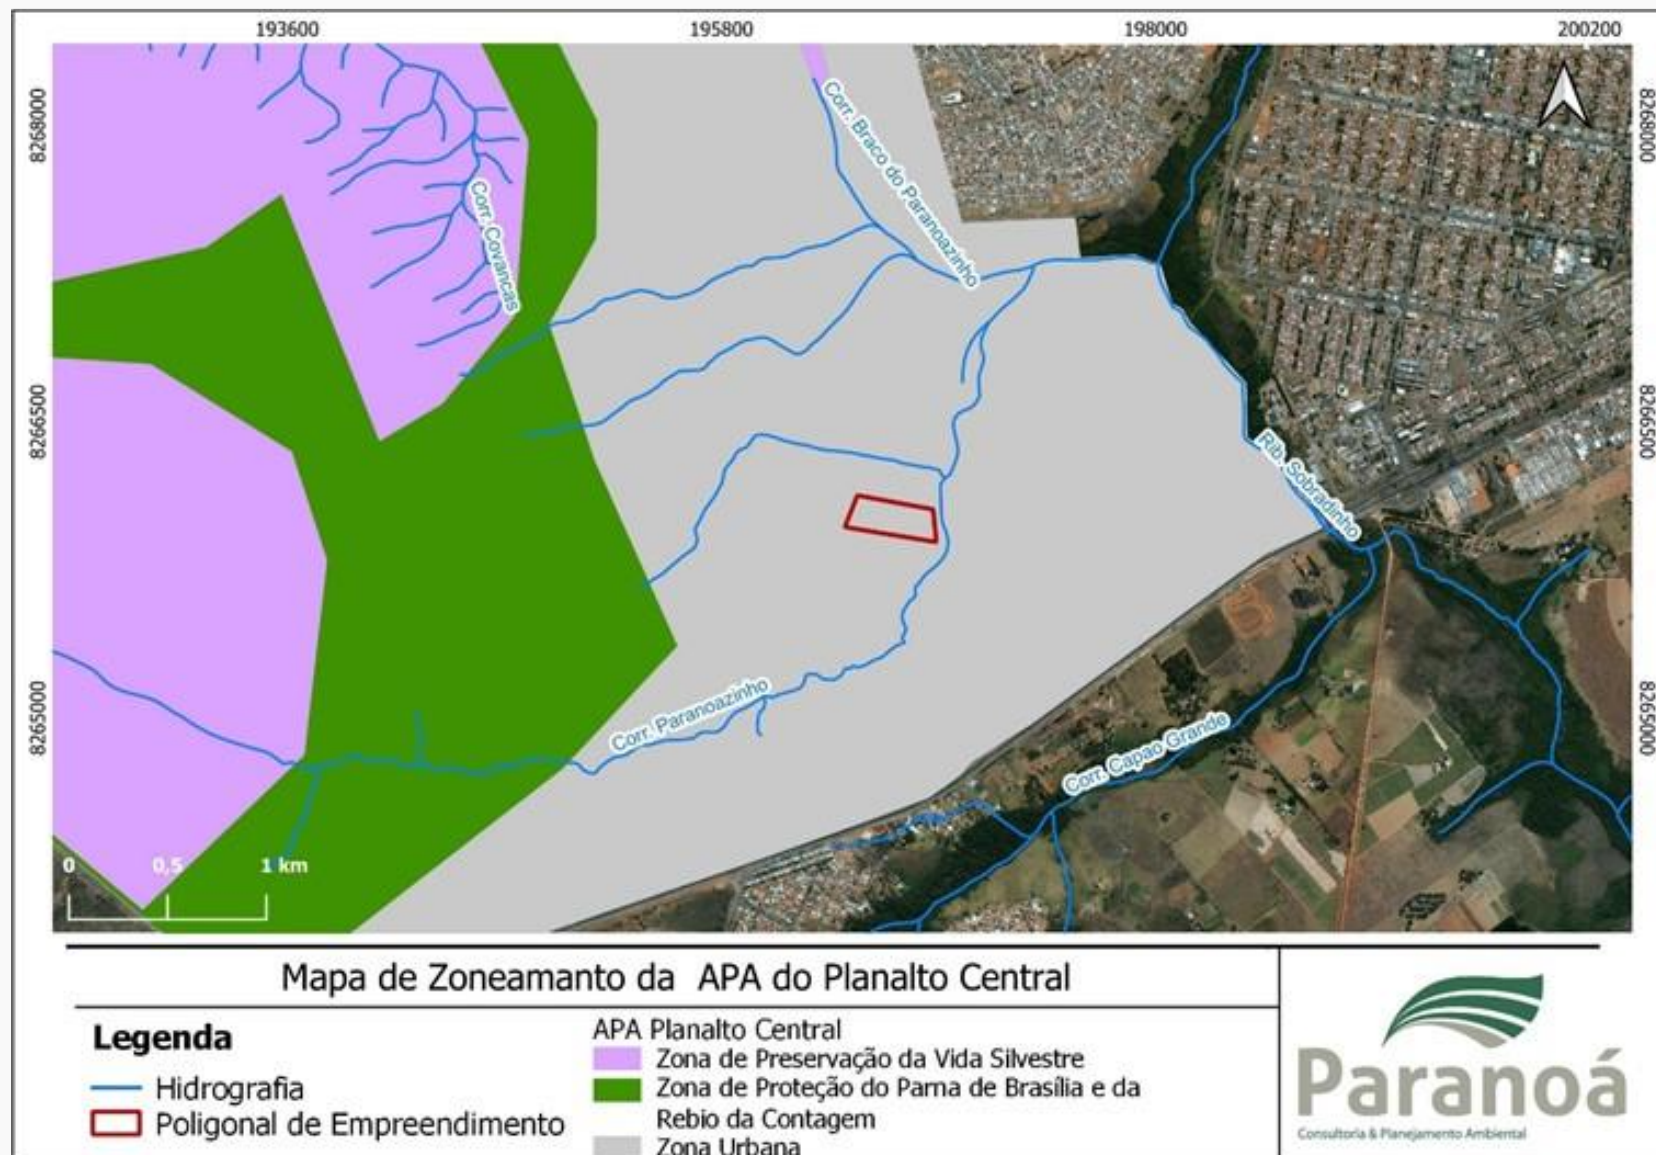 193600
195800
198000
200200
8268000
8268000
Corr. Braco do Paranoazinho
Corr. Covancas
8266500
8266500
Rib. Sobradinho
8265000
8265000
Corr. Paranoazinho
Corr. Capao Grande
0 0,5 1 km
Mapa de Zoneamanto da APA do Planalto Central
Legenda
Hidrografia
Poligonal de Empreendimento
APA Planalto Central
Zona de Preservação da Vida Silvestre
Zona de Proteção do Parna de Brasília e da
Rebio da Contagem
Zona Urbana
Paranoá
Consultoria & Planejamento Ambiental